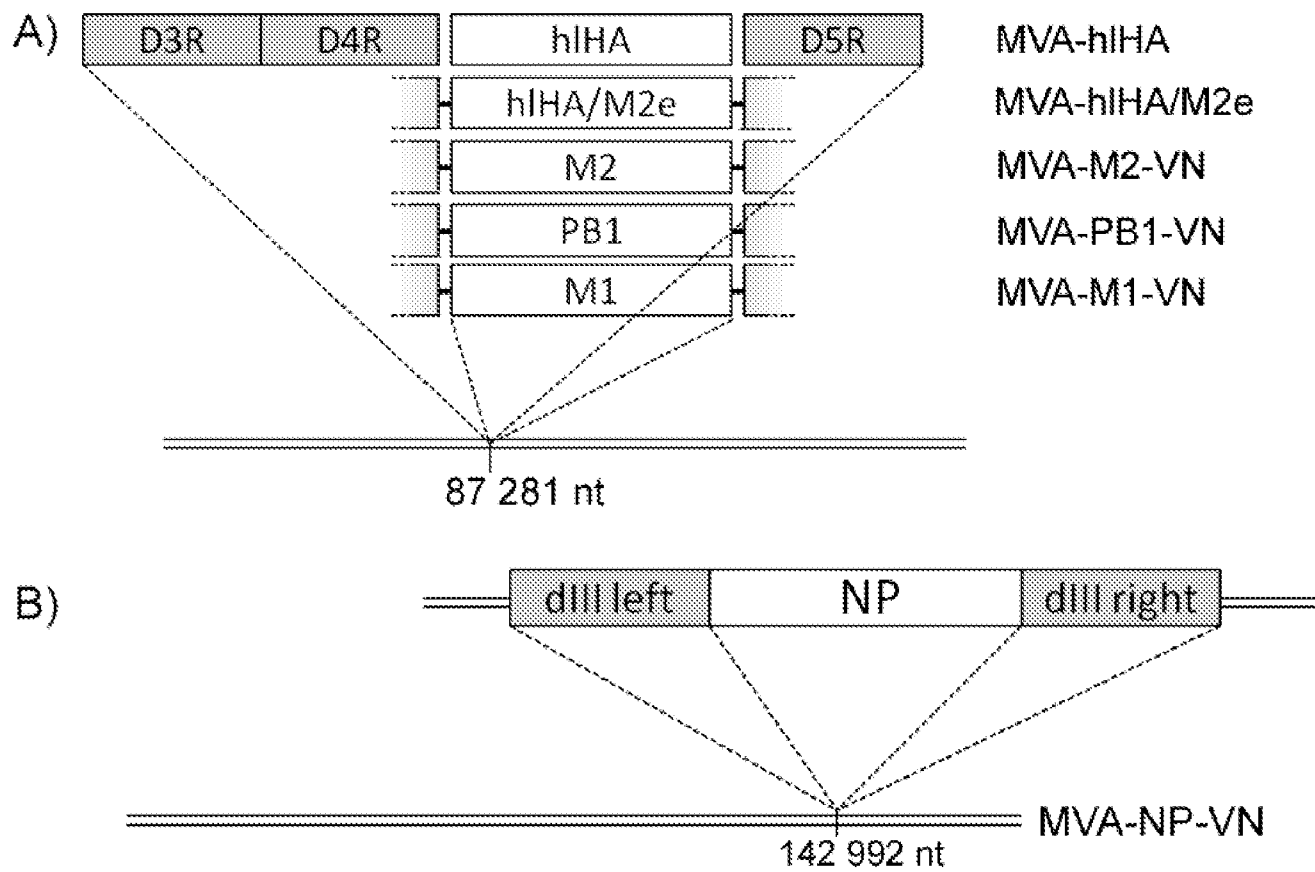 A) D3R D4R hlHA D5R MVA-hlHA
hlHA/M2e MVA-hlHA/M2e
M2 MVA-M2-VN
PB1 MVA-PB1-VN
M1 MVA-M1-VN
87 281 nt
B) dIII left NP dIII right
MVA-NP-VN
142 992 nt